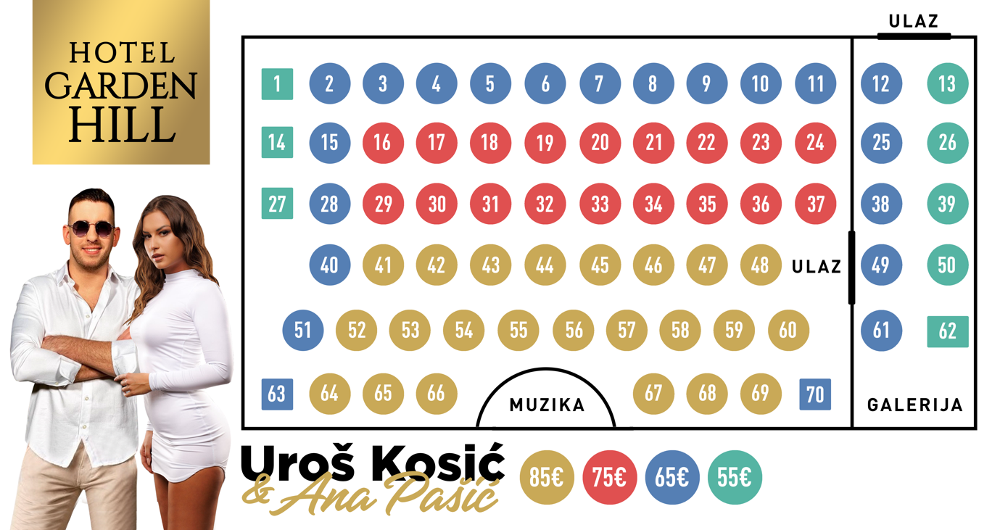 HOTEL
GARDEN
HILL
ULAZ
1 2 3 4 5 6 7 8 9 10 11 12 13
14 15 16 17 18 19 20 21 22 23 24 25 26
27 28 29 30 31 32 33 34 35 36 37 38 39
40 41 42 43 44 45 46 47 48 ULAZ 49 50
51 52 53 54 55 56 57 58 59 60 61 62
63 64 65 66 MUZIKA 67 68 69 70 GALERIJA
Uroš Kosić
& Ana Pašić
85€ 75€ 65€ 55€